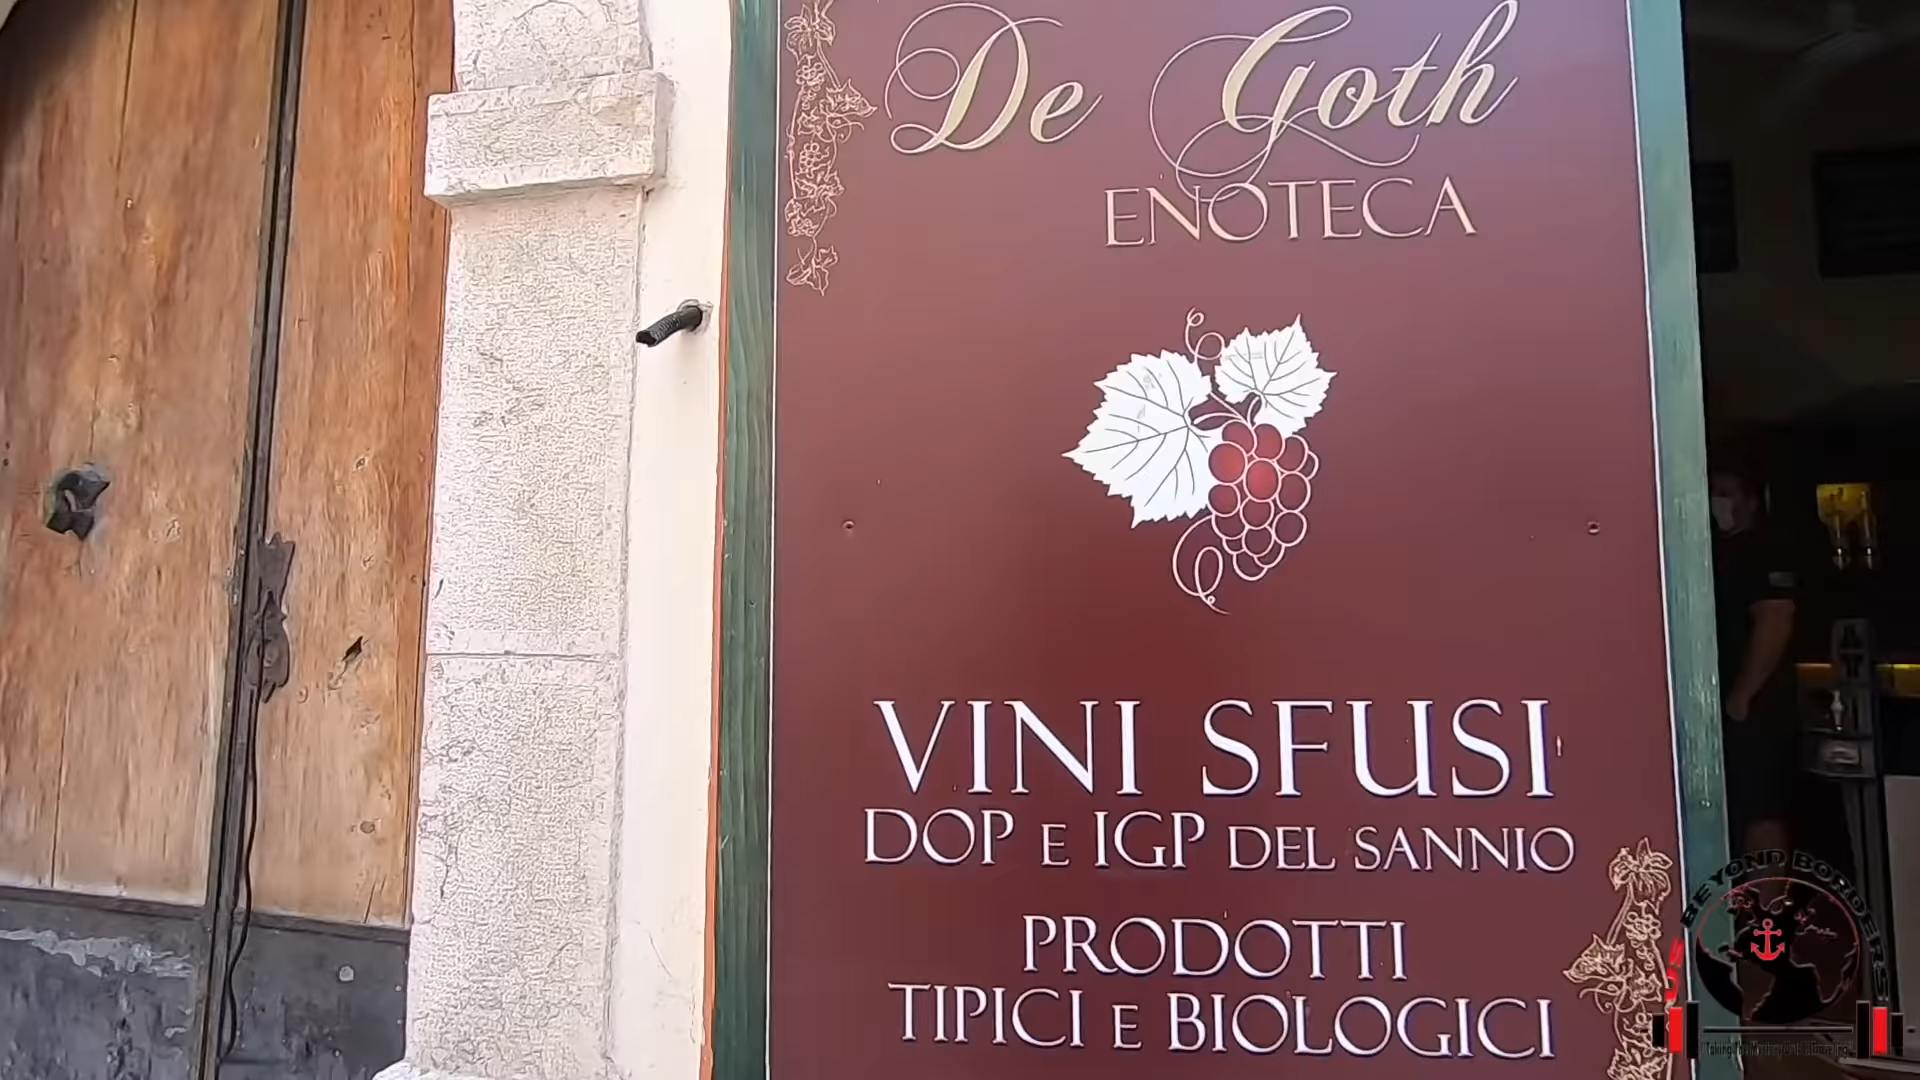 De Goth
ENOTECA
VINI SFUSI
DOP E IGP DEL SANNIO
PRODOTTI
TIPICI E BIOLOGICI
BEYOND BORDERS